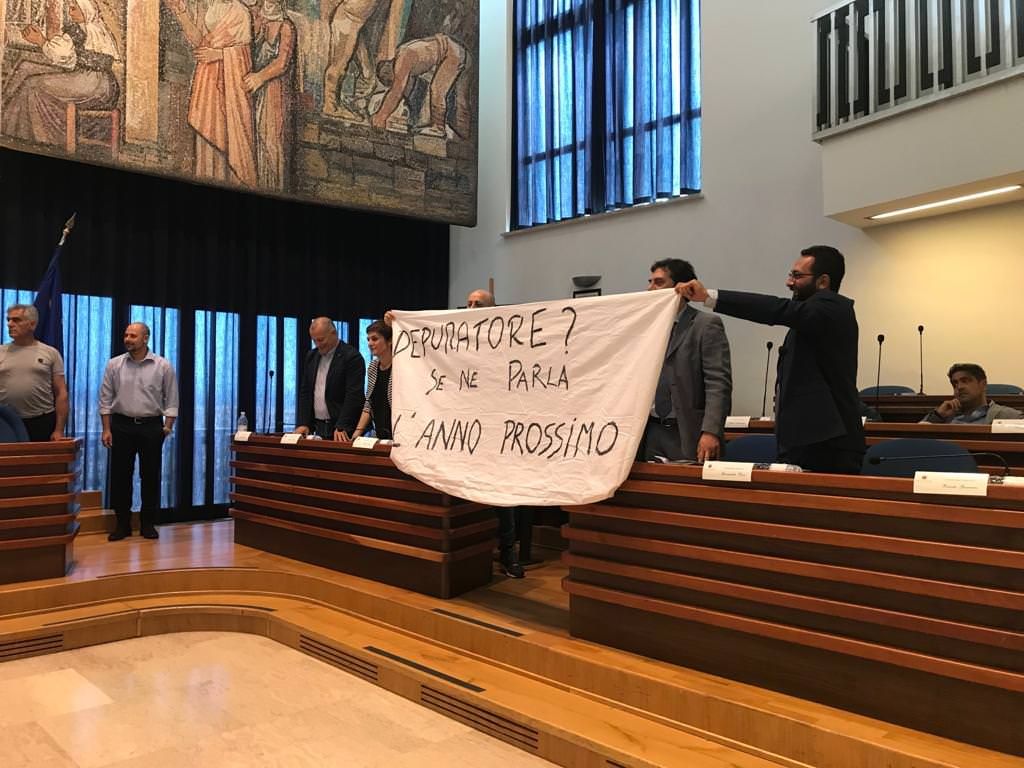 DEPURATORE?
SE NE PARLA
L'ANNO PROSSIMO